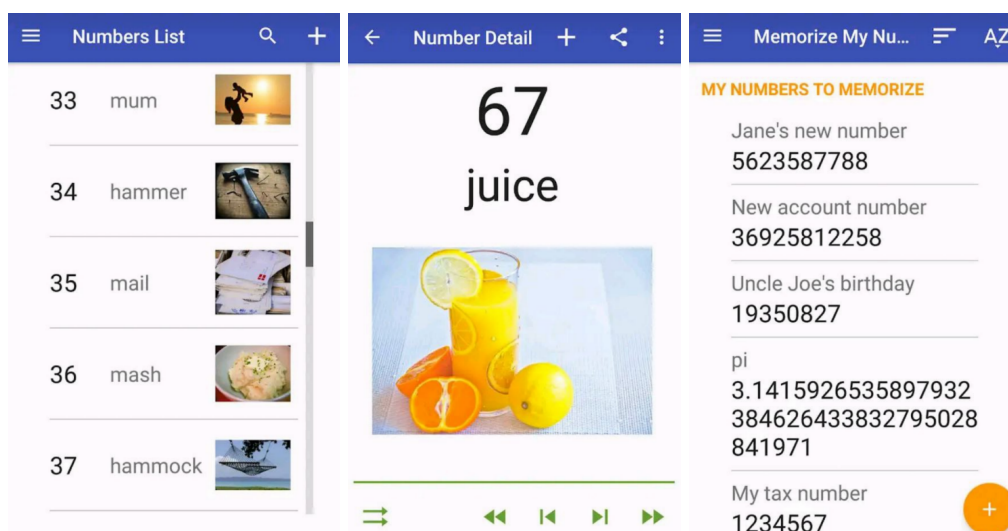 Numbers List
33 mum
34 hammer
35 mail
36 mash
37 hammock
Number Detail
67
juice
Memorize My Nu...
AZ
MY NUMBERS TO MEMORIZE
Jane's new number
5623587788
New account number
36925812258
Uncle Joe's birthday
19350827
pi
3.1415926535897932
384626433832795028
841971
My tax number
1234567